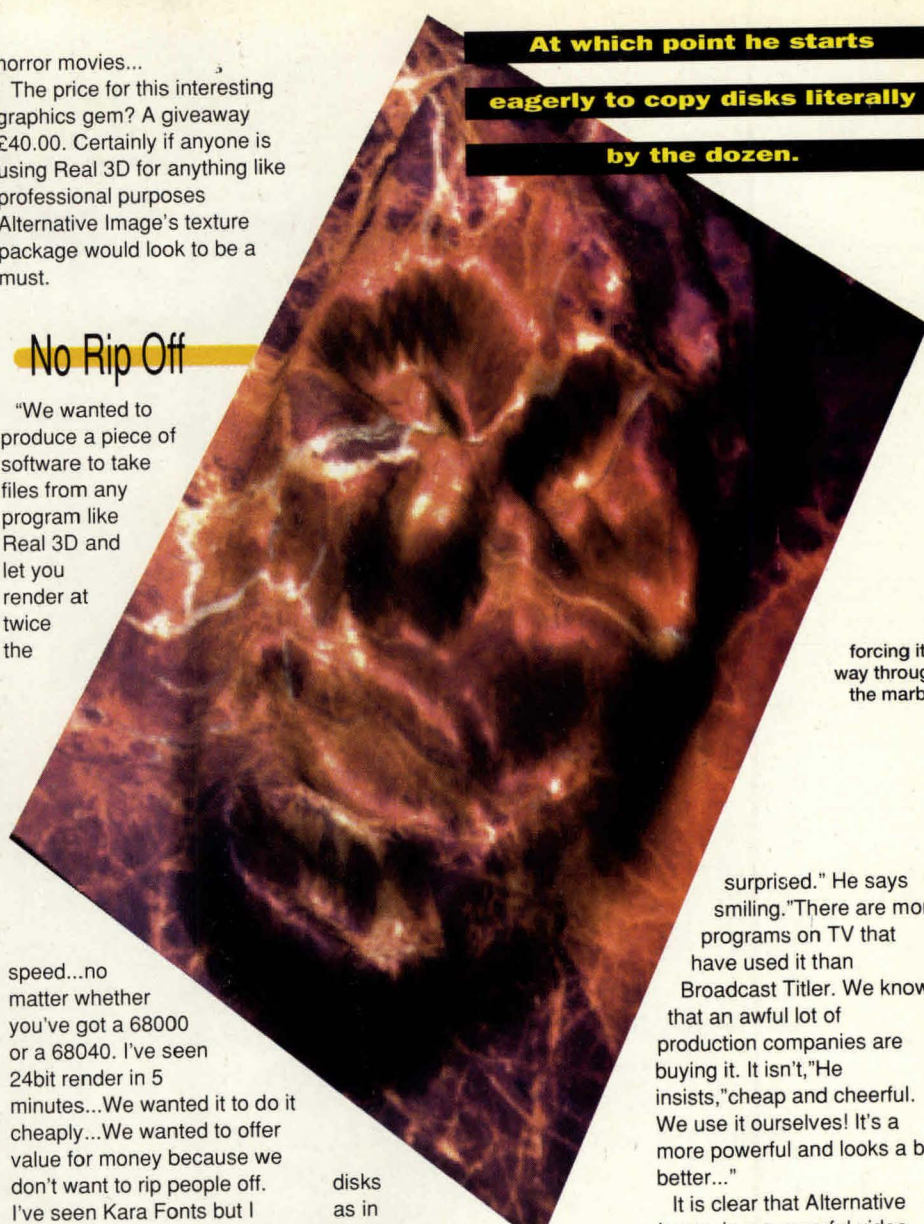 horror movies...
The price for this interesting
graphics gem? A giveaway
£40.00. Certainly if anyone is
using Real 3D for anything like
professional purposes
Alternative Image's texture
package would look to be a
must.
No Rip Off
"We wanted to
produce a piece of
software to take
files from any
program like
Real 3D and
let you
render at
twice
the
speed...no
matter whether
you've got a 68000
or a 68040. I've seen
24bit render in 5
minutes...We wanted it to do it
cheaply...We wanted to offer
value for money because we
don't want to rip people off.
I've seen Kara Fonts but I
disks
as in
At which point he starts
eagerly to copy disks literally
by the dozen.
forcing it
way throug
the marb
surprised." He says
smiling."There are mor
programs on TV that
have used it than
Broadcast Titler. We know
that an awful lot of
production companies are
buying it. It isn't,"He
insists,"cheap and cheerful.
We use it ourselves! It's a
more powerful and looks a b
better..."
It is clear that Alternative